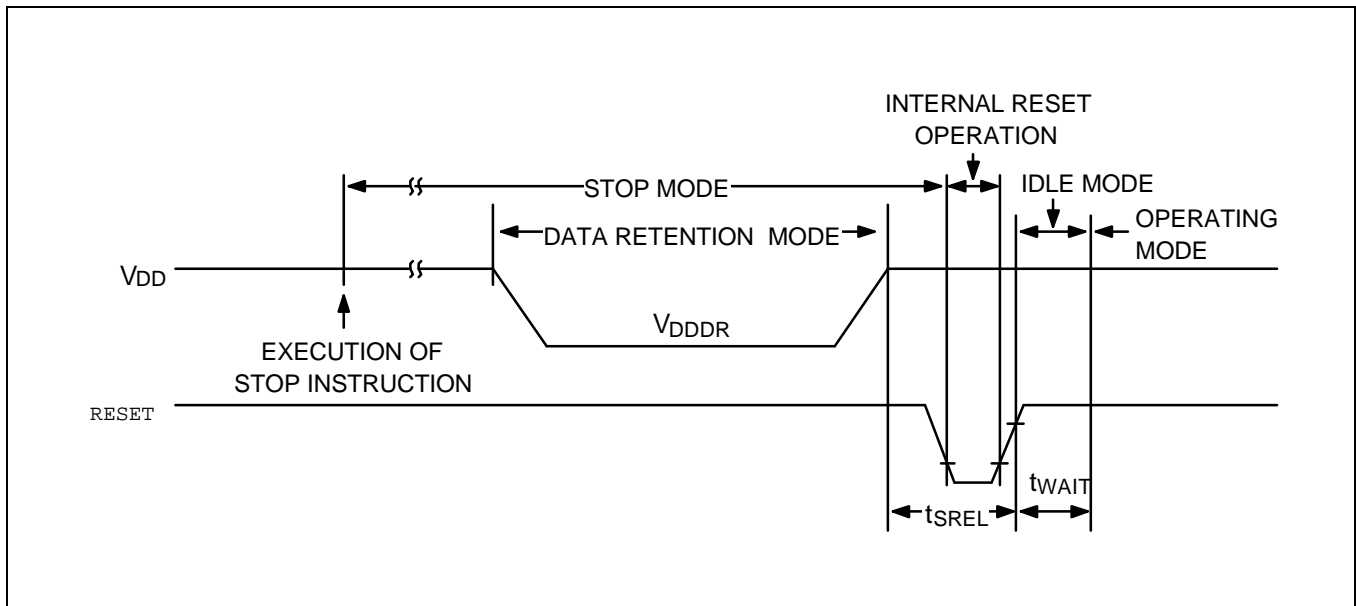 INTERNAL RESET
OPERATION
STOP MODE
IDLE MODE
DATA RETENTION MODE
OPERATING
MODE
VDD
VDDDR
EXECUTION OF
STOP INSTRUCTION
RESET
tWAIT
tSREL